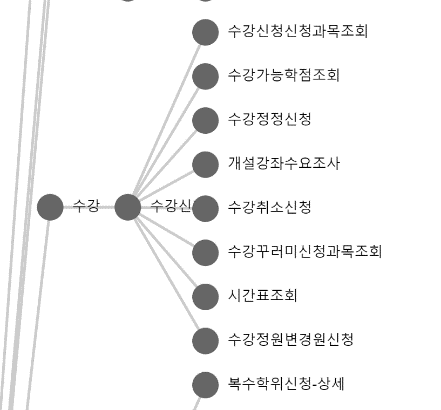 수강신청신청과목조회
수강가능학점조회
수강정정신청
개설강좌수요조사
수강 수강신 수강취소신청
수강꾸러미신청과목조회
시간표조회
수강정원변경원신청
복수학위신청-상세